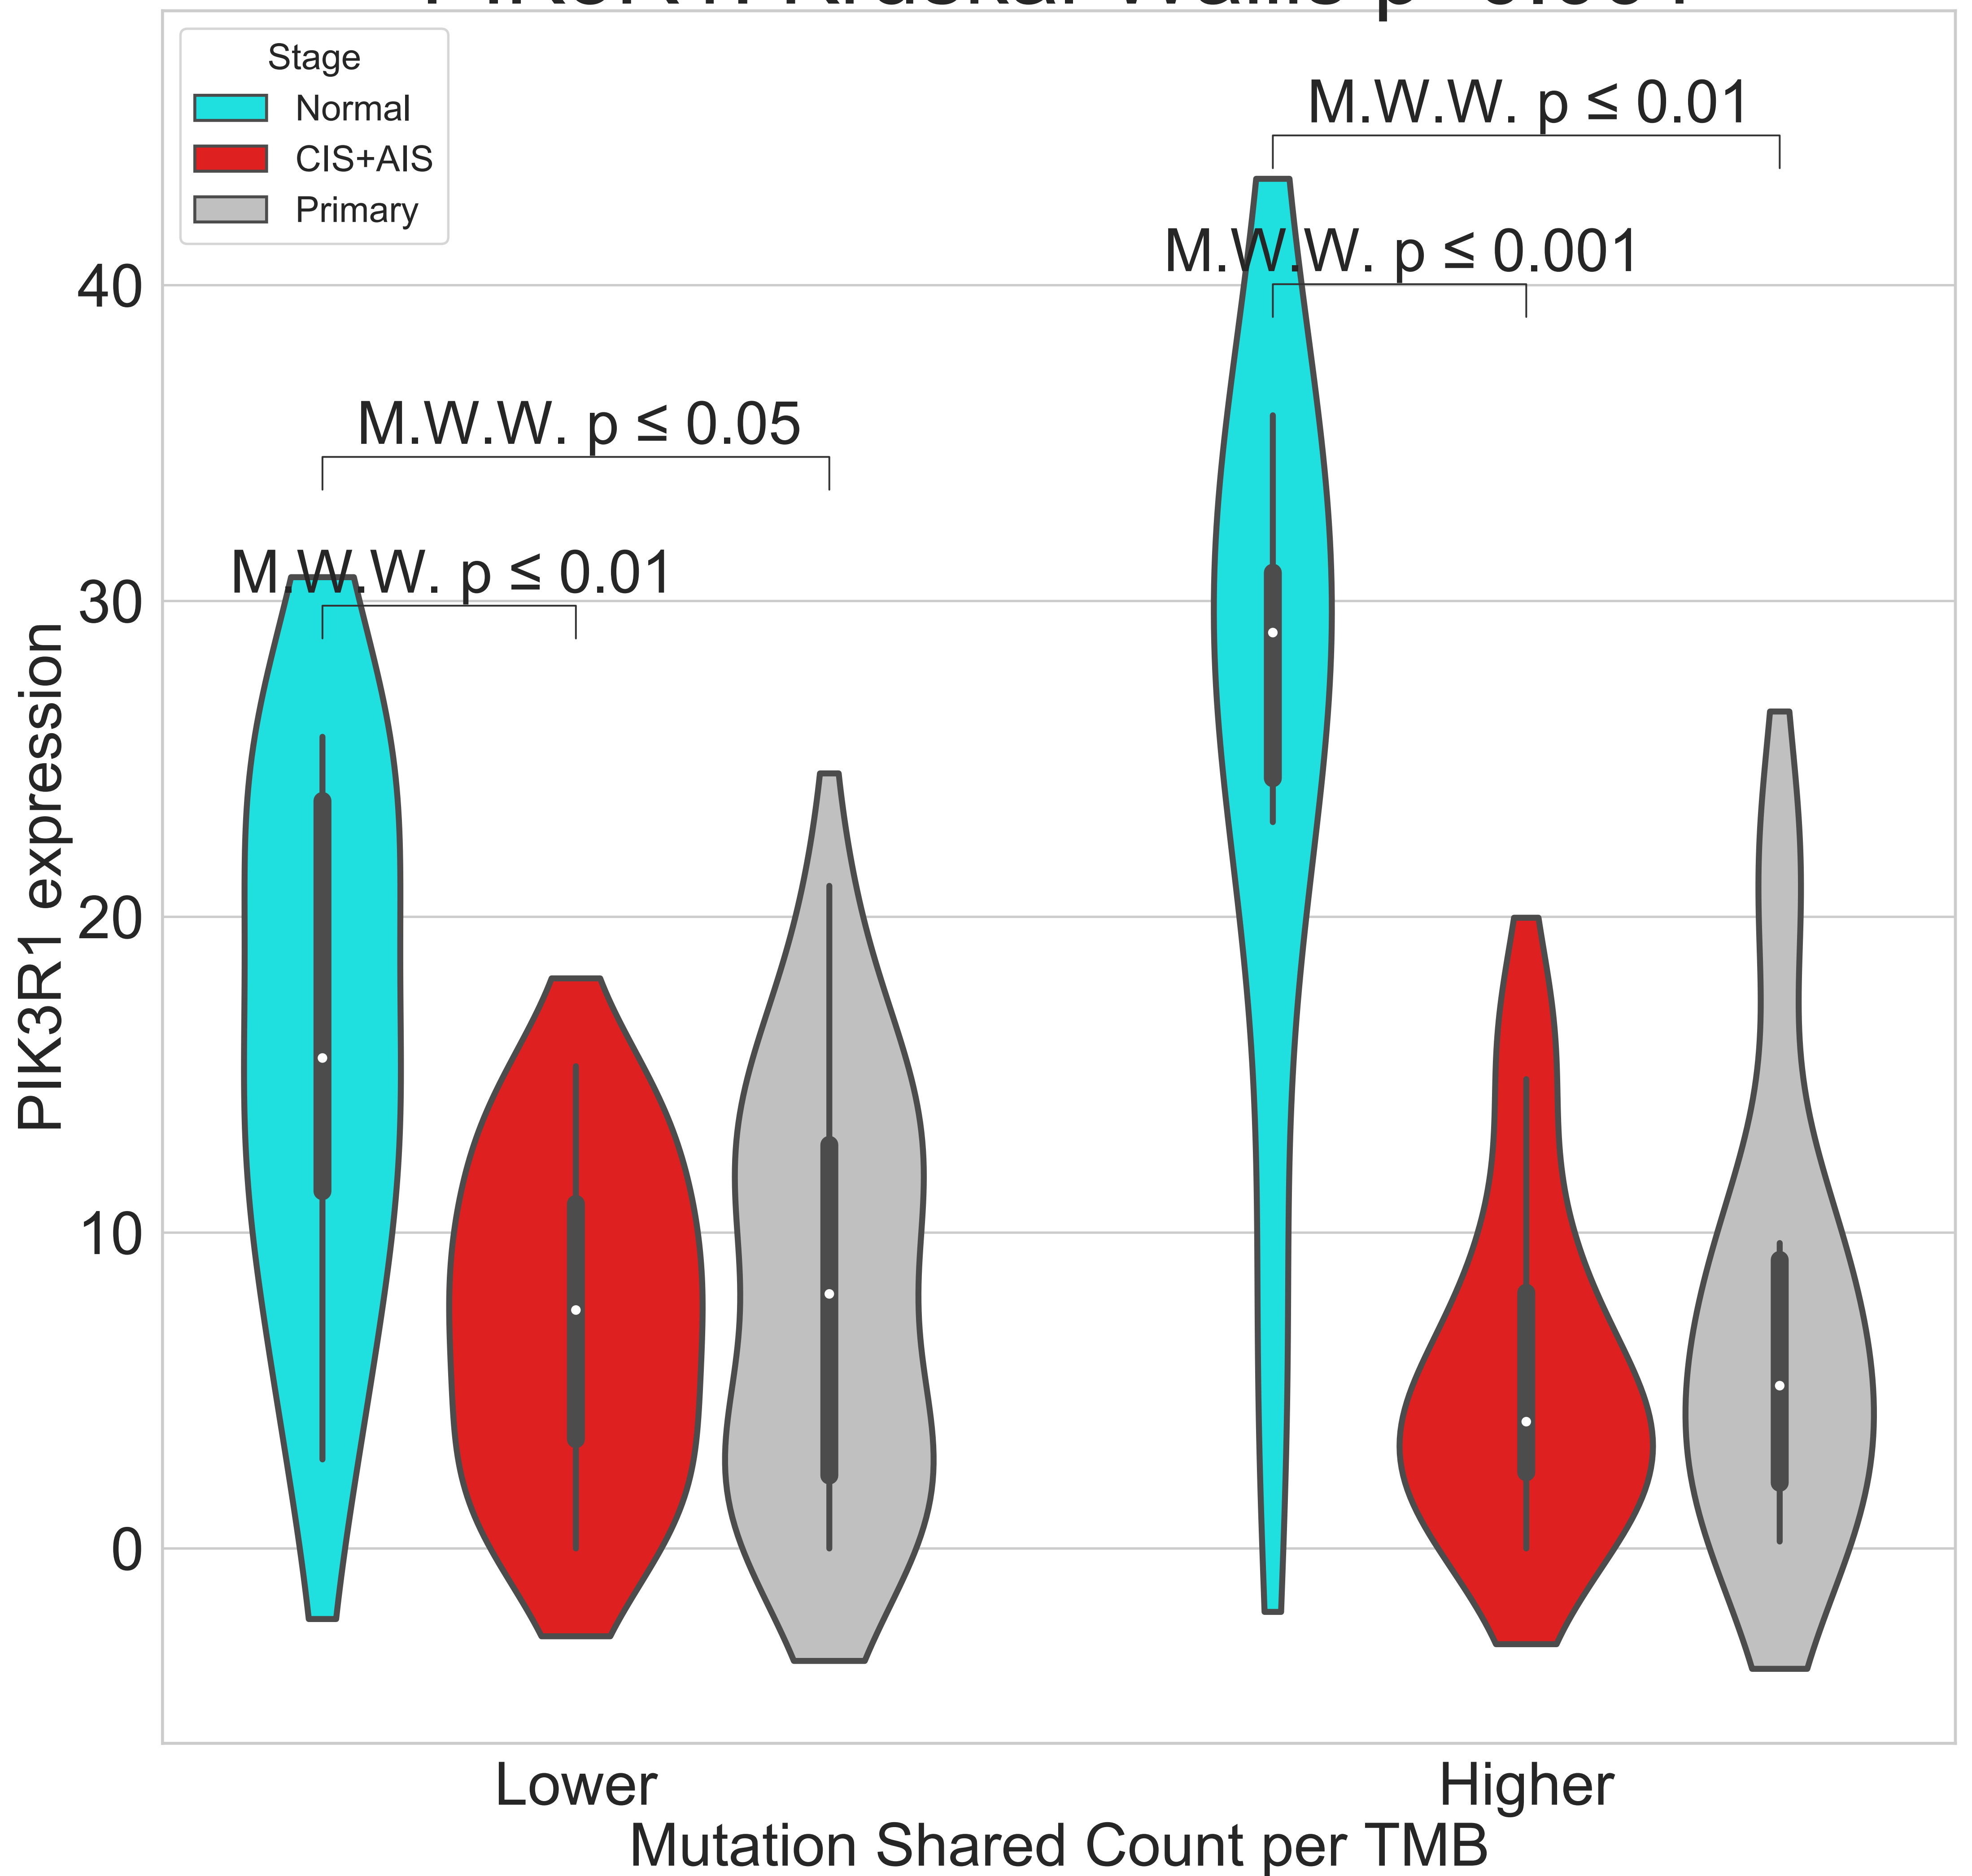 Stage
Normal
CIS+AIS
Primary
M.W.W. p ≤ 0.01
M.W.W. p ≤ 0.001
M.W.W. p ≤ 0.05
M.W.W. p ≤ 0.01
40
30
20
10
0
PIK3R1 expression
Lower
Higher
Mutation Shared Count per TMB